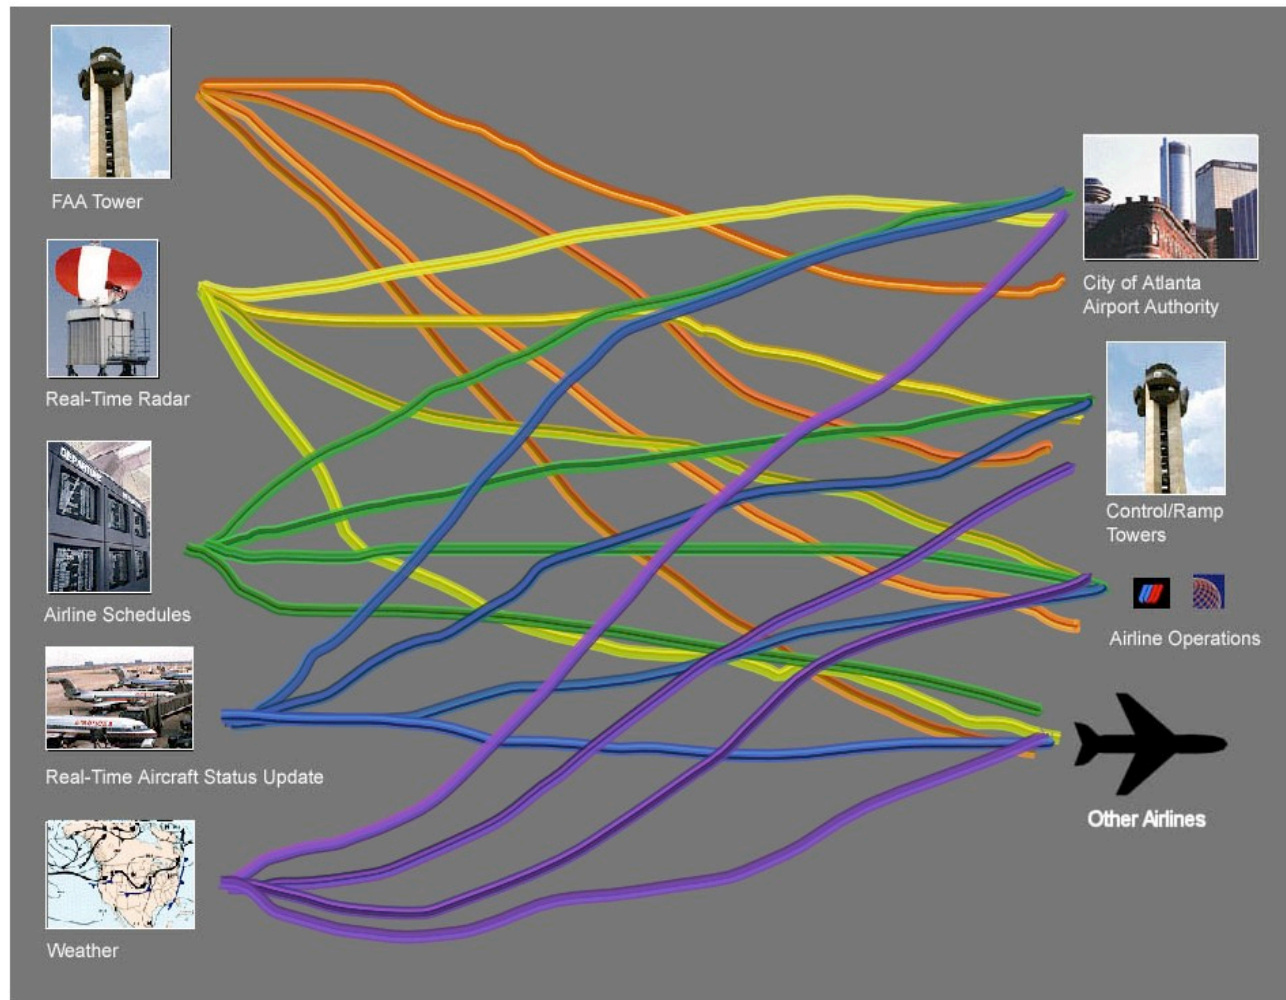 FAA Tower
Real-Time Radar
Airline Schedules
Real-Time Aircraft Status Update
Weather
City of Atlanta
Airport Authority
Control/Ramp
Towers
Airline Operations
Other Airlines